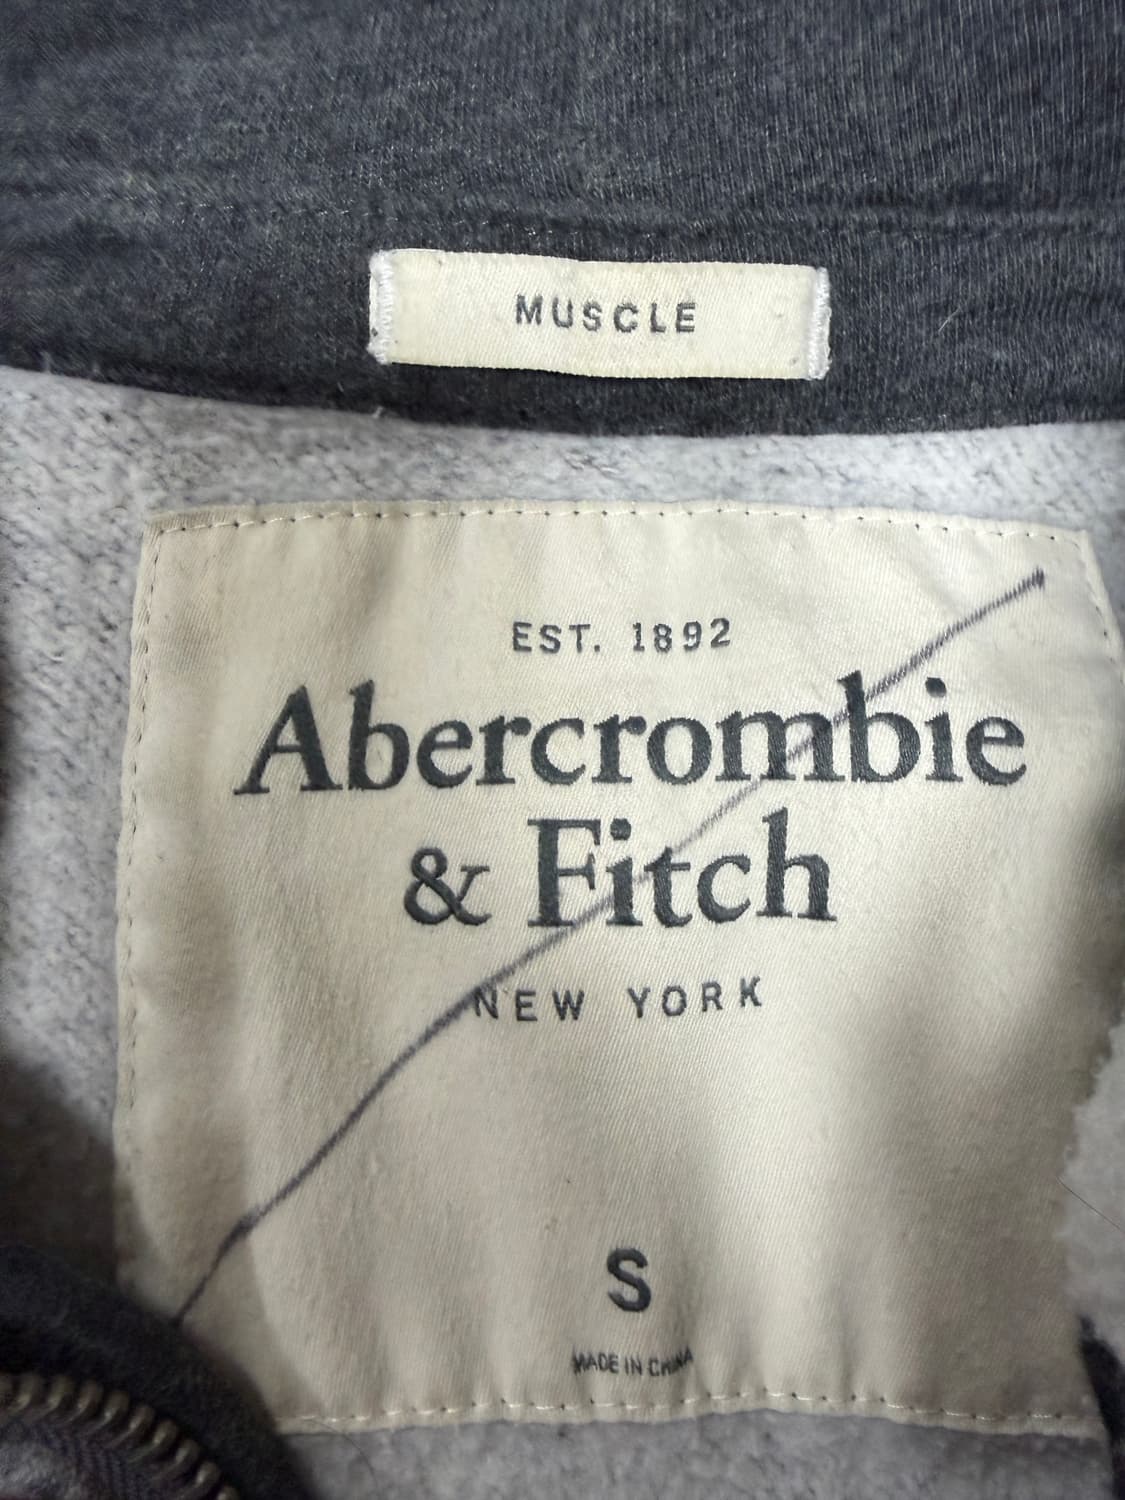 MUSCLE
EST. 1892
Abercrombie
& Fitch
NEW YORK
S
MADE IN CHINA